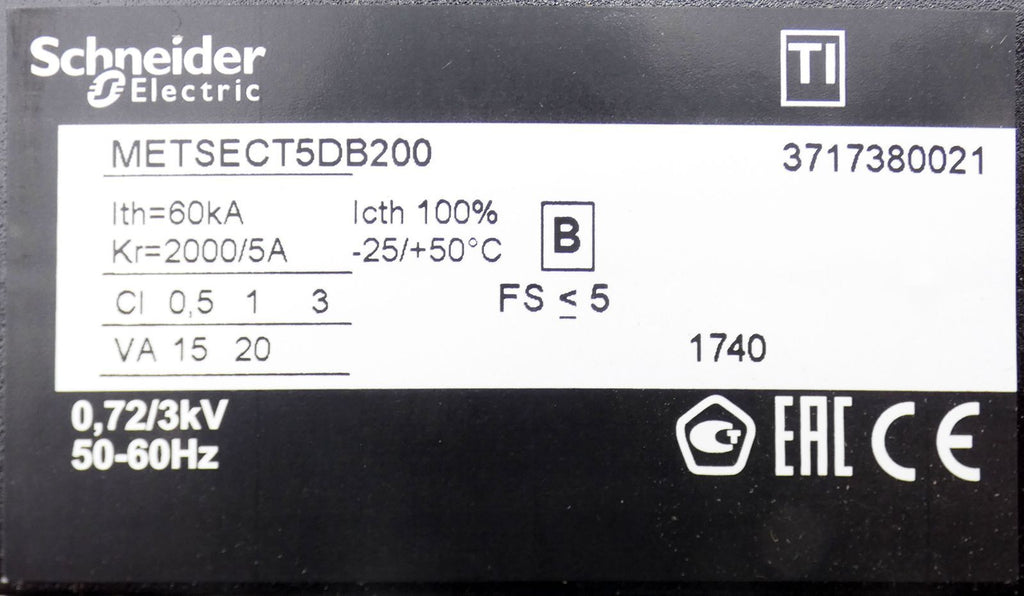 Schneider
Electric
TI
METSECT5DB200
3717380021
Ith=60kA Icth 100%
Kr=2000/5A -25/+50°C
B
Cl 0,5 1 3
FS ≤ 5
VA 15 20
1740
0,72/3kV
50-60Hz
СТ EAC CE